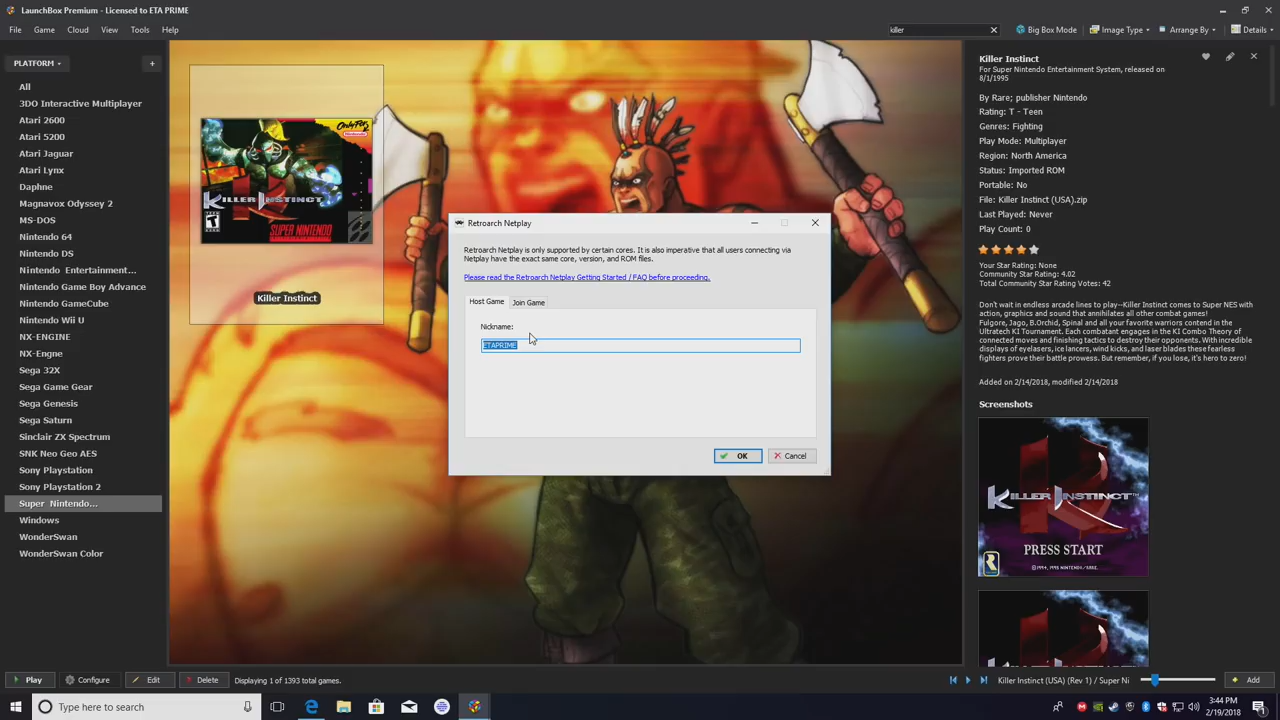 LaunchBox Premium - Licensed to ETA PRIME
File Game Cloud View Tools Help
killer
Big Box Mode Image Type Arrange By Details
PLATFORM
All
3DO Interactive Multiplayer
Atari 2600
Atari 5200
Atari Jaguar
Atari Lynx
Daphne
Magnavox Odyssey 2
MS-DOS
Nintendo 64
Nintendo DS
Nintendo Entertainment...
Nintendo Game Boy Advance
Nintendo GameCube
Nintendo Wii U
NX-ENGINE
NX-Engne
Sega 32X
Sega Game Gear
Sega Genesis
Sega Saturn
Sinclair ZX Spectrum
SNK Neo Geo AES
Sony Playstation
Sony Playstation 2
Super Nintendo...
Windows
WonderSwan
WonderSwan Color
Only For
Nintendo
KILLER INSTINCT
SUPER NINTENDO
Killer Instinct
Retroarch Netplay
Retroarch Netplay is only supported by certain cores. It is also imperative that all users connecting via
Netplay have the exact same core, version, and ROM files.
Please read the Retroarch Netplay Getting Started / FAQ before proceeding.
Host Game Join Game
Nickname:
ETAPRIME
OK Cancel
Killer Instinct
For Super Nintendo Entertainment System, released on
8/1/1995
By Rare; publisher Nintendo
Rating: T - Teen
Genres: Fighting
Play Mode: Multiplayer
Region: North America
Status: Imported ROM
Portable: No
File: Killer Instinct (USA).zip
Last Played: Never
Play Count: 0
Your Star Rating: None
Community Star Rating: 4.02
Total Community Star Rating Votes: 42
Don't wait in endless arcade lines to play--Killer Instinct comes to Super NES with
action, graphics and sound that annihilates all other combat games!
Fulgore, Jago, B.Orchid, Spinal and all your favorite warriors contend in the
Ultratech KI Tournament. Each combatant engages in the KI Combo Theory of
connected moves and finishing tactics to destroy their opponents. With incredible
displays of eyelasers, ice lancers, wind kicks, and laser blades these fearless
fighters prove their battle prowess. But remember, if you lose, it's hero to zero!
Added on 2/14/2018, modified 2/14/2018
Screenshots
KILLER INSTINCT
PRESS START
©1994, 1995 NINTENDO/RARE.
Play Configure Edit Delete Displaying 1 of 1393 total games.
Killer Instinct (USA) (Rev 1) / Super Ni
Add
Type here to search
3:44 PM
2/19/2018